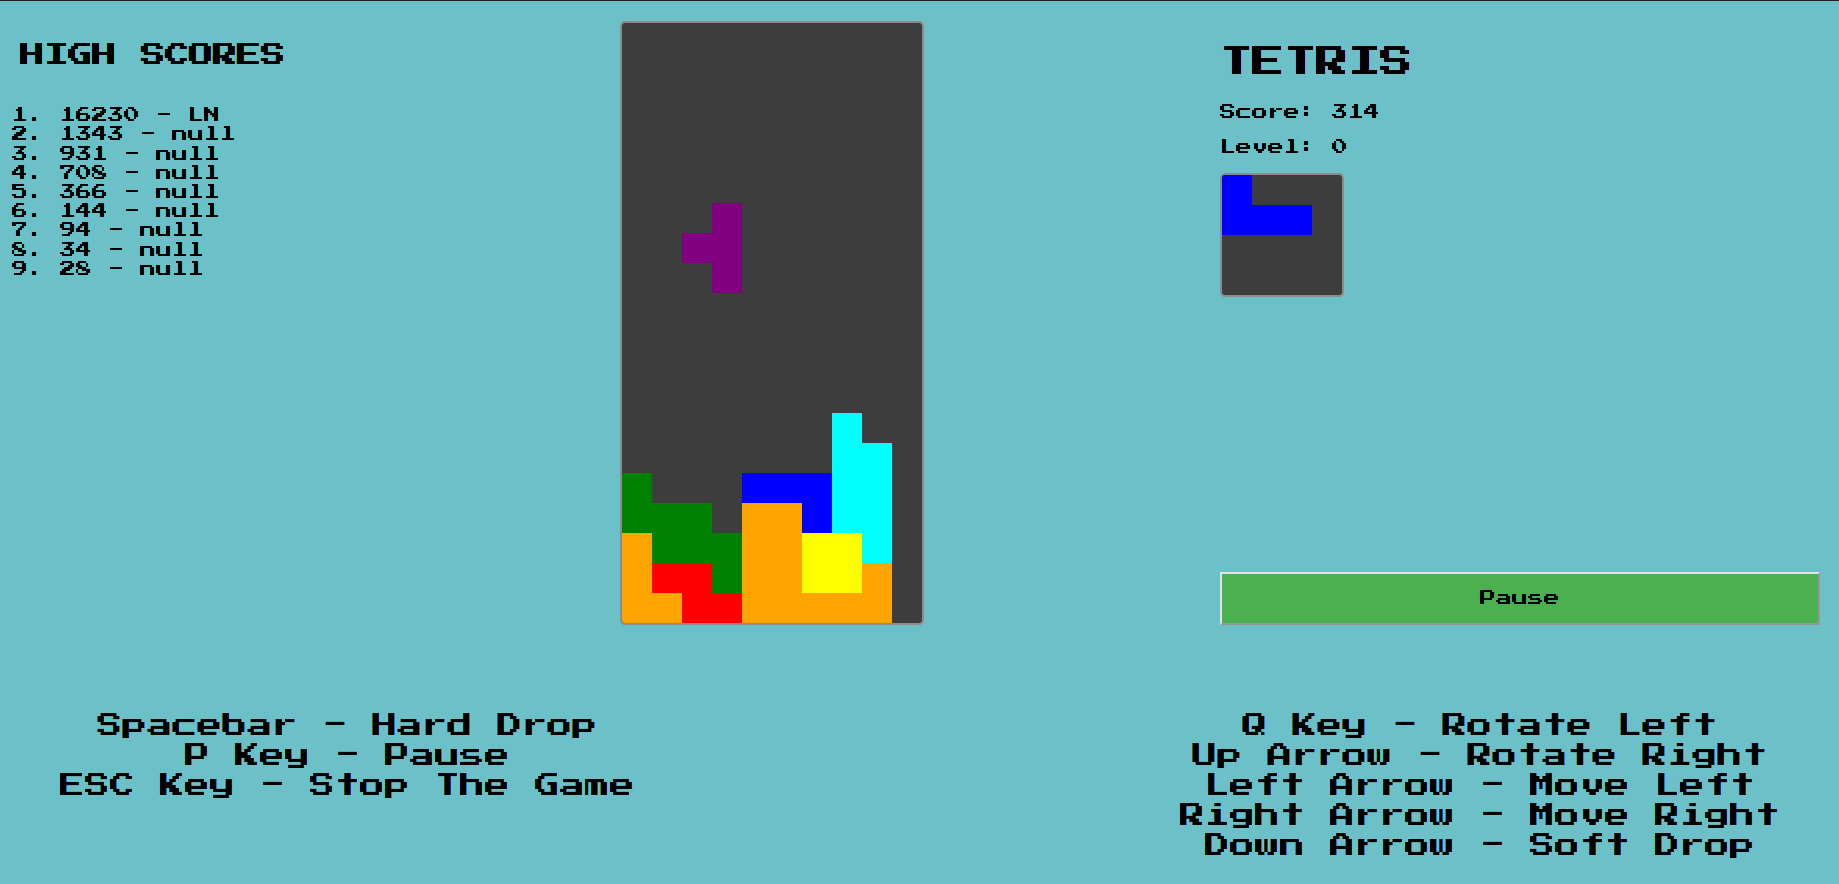 HIGH SCORES
1. 16230 - LN
2. 1343 - null
3. 931 - null
4. 708 - null
5. 366 - null
6. 144 - null
7. 94 - null
8. 34 - null
9. 28 - null
TETRIS
Score: 314
Level: 0
Pause
Spacebar - Hard Drop
P Key - Pause
ESC Key - Stop The Game
Q Key - Rotate Left
Up Arrow - Rotate Right
Left Arrow - Move Left
Right Arrow - Move Right
Down Arrow - Soft Drop